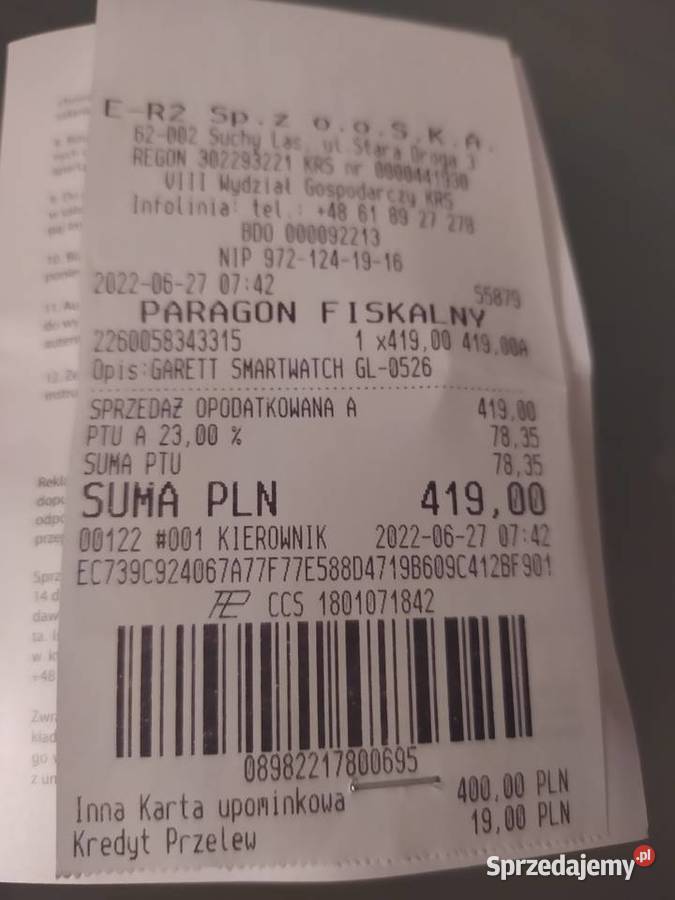 E-R2 Sp.z o.o.S.K.A.
62-002 Suchy Las, ul.Stara Droga 3
REGON 302293221 KRS nr 0000441930
VIII Wydział Gospodarczy KRS
Infolinia: tel.: +48 61 89 27 278
BDO 000092213
NIP 972-124-19-16
2022-06-27 07:42 S5879
PARAGON FISKALNY
2260058343315 1 x419,00 419,00A
Opis:GARETT SMARTWATCH GL-0526
SPRZEDAŻ OPODATKOWANA A 419,00
PTU A 23,00 % 78,35
SUMA PTU 78,35
SUMA PLN 419,00
00122 #001 KIEROWNIK 2022-06-27 07:42
EC739C924067A77F77E588D4719B609C412BF901
CCS 1801071842
08982217800695
Inna Karta upominkowa 400,00 PLN
Kredyt Przelew 19,00 PLN
Sprzedajemy.pl